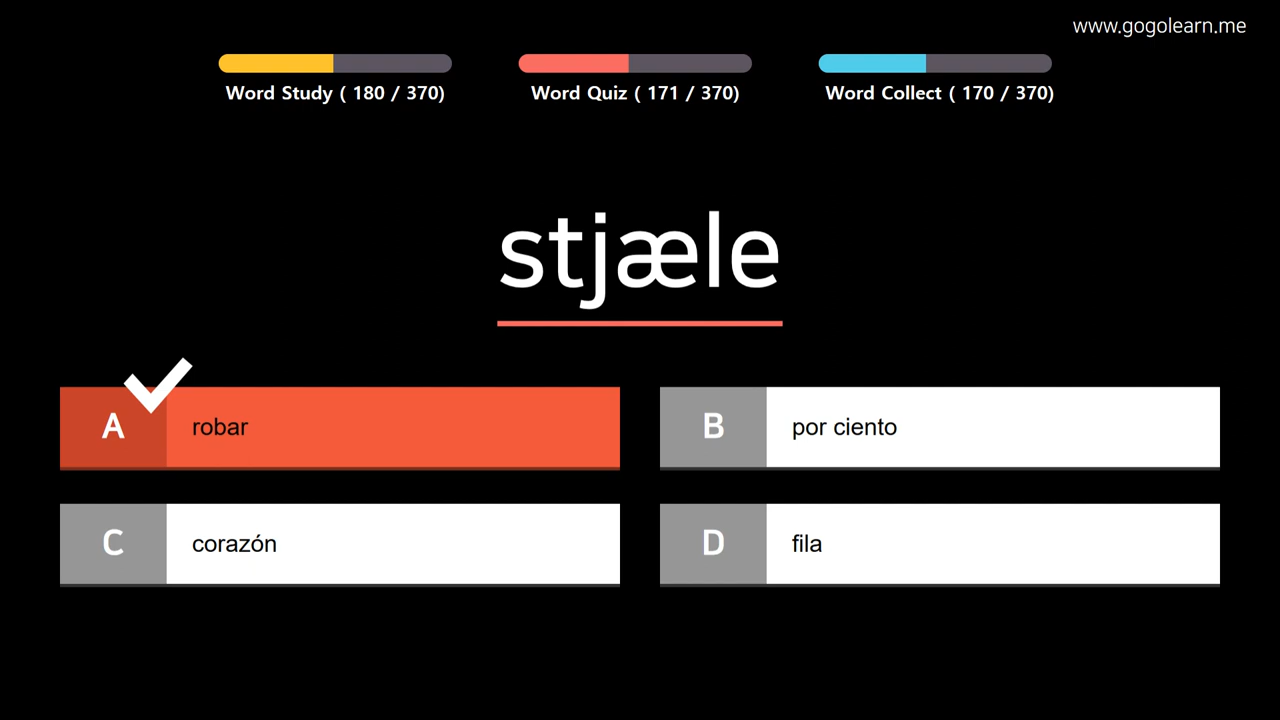 www.gogolearn.me
Word Study ( 180 / 370)
Word Quiz ( 171 / 370)
Word Collect ( 170 / 370)
stjæle
A robar
B por ciento
C corazón
D fila